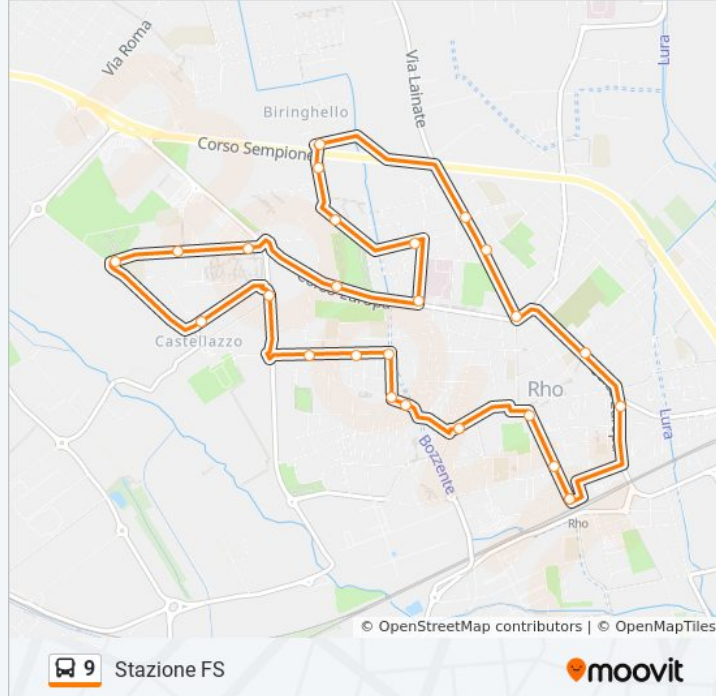 Via Roma
Lura
Via Lainate
Biringhello
Corso Sempione
Corso Europa
Castellazzo
Rho
Lura
Bozzente
Rho
© OpenStreetMap contributors | © OpenMapTiles
9 Stazione FS
moovit